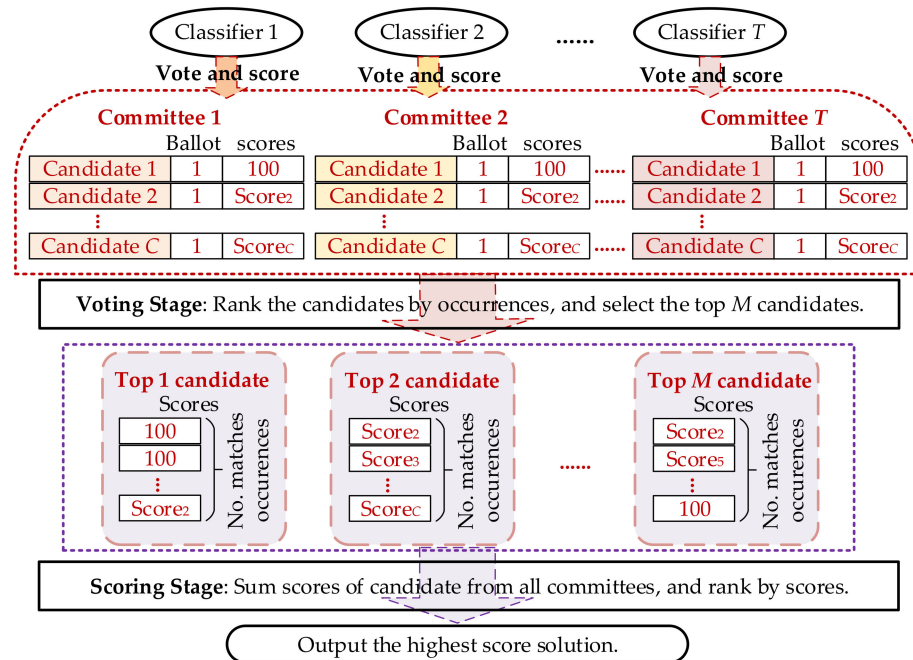 Classifier 1 Classifier 2 ...... Classifier T
Vote and score Vote and score Vote and score
Committee 1 Committee 2 Committee T
Ballot scores Ballot scores Ballot scores
Candidate 1 1 100 Candidate 1 1 100 ...... Candidate 1 1 100
Candidate 2 1 Score2 Candidate 2 1 Score2 ...... Candidate 2 1 Score2
Candidate C 1 ScoreC Candidate C 1 ScoreC ...... Candidate C 1 ScoreC
Voting Stage: Rank the candidates by occurrences, and select the top M candidates.
Top 1 candidate Top 2 candidate Top M candidate
Scores Scores Scores
100 Score2 Score2
100 Score3 Score5
Score2 ScoreC ...... 100
No. matches
occurences
No. matches
occurences
No. matches
occurences
Scoring Stage: Sum scores of candidate from all committees, and rank by scores.
Output the highest score solution.